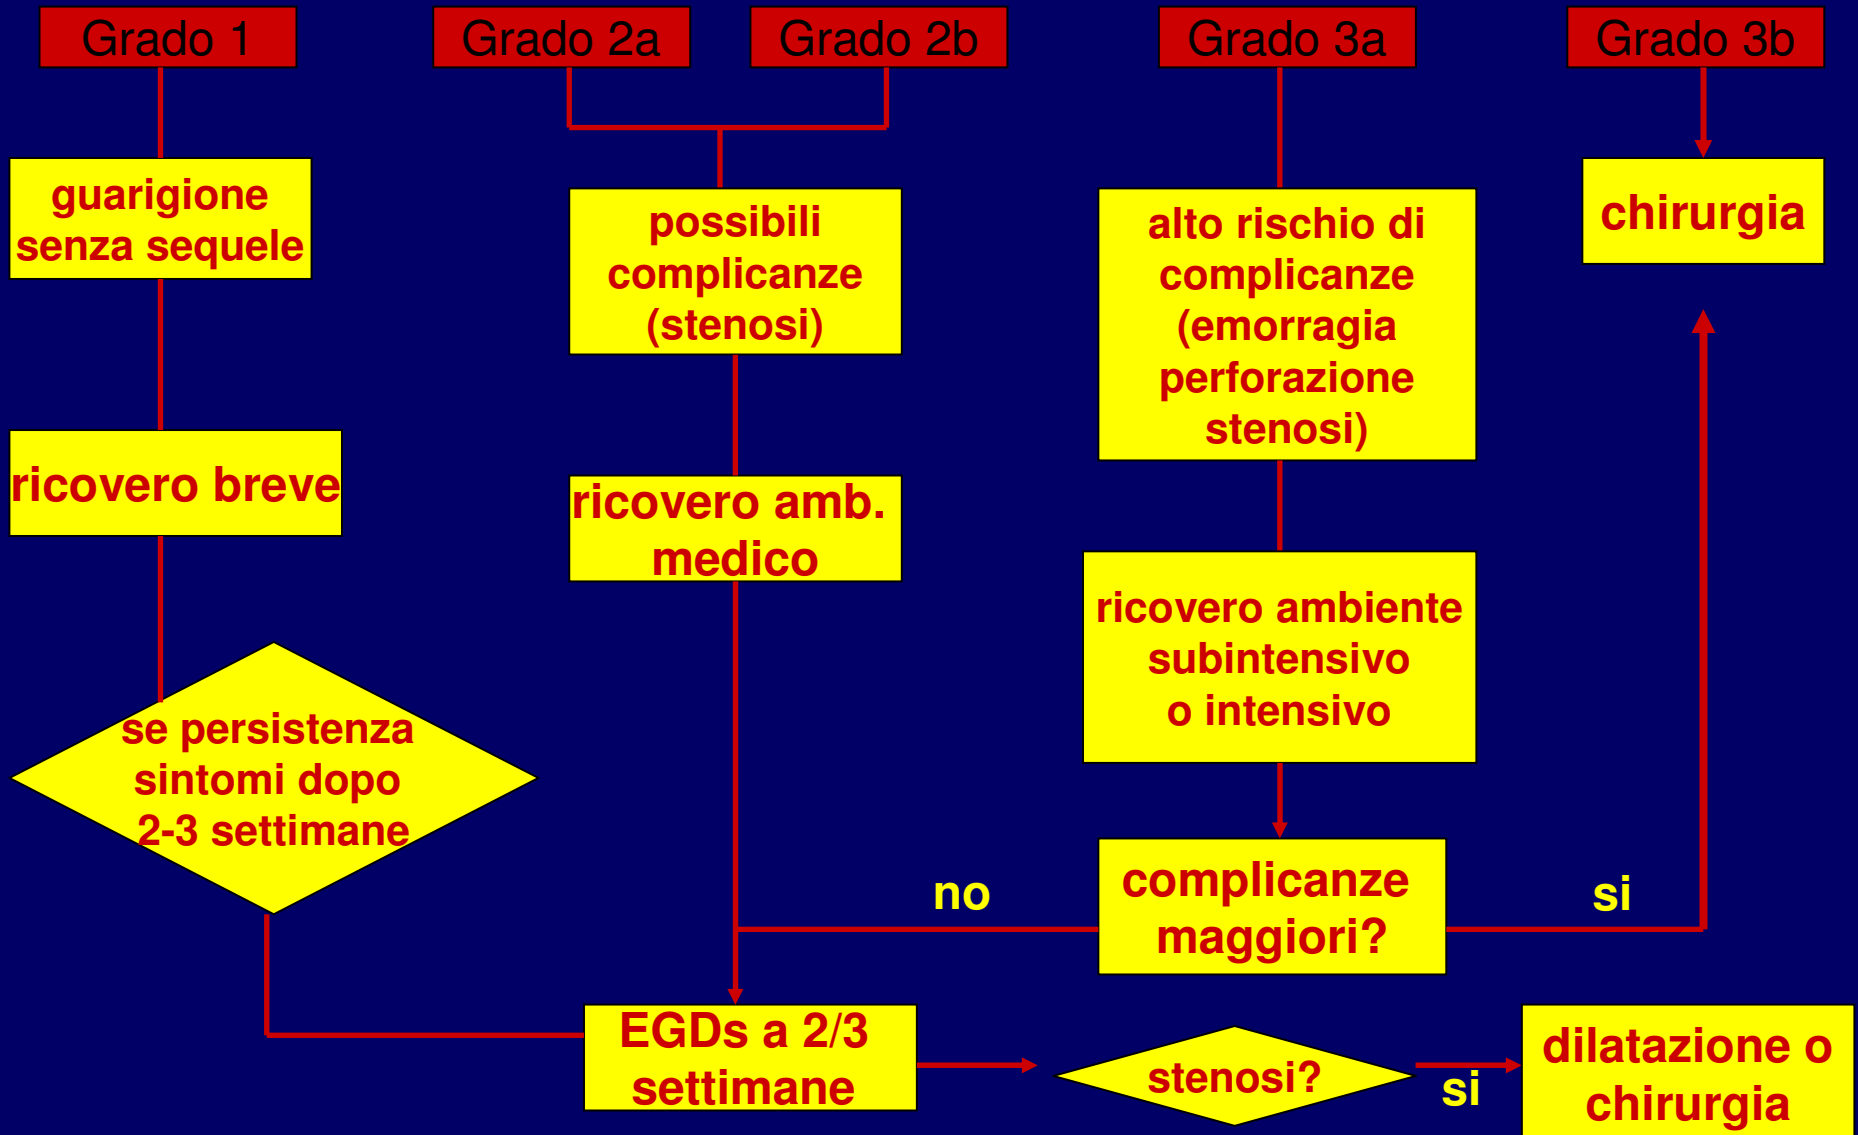 Grado 1
Grado 2a
Grado 2b
Grado 3a
Grado 3b
guarigione
senza sequele
possibili
complicanze
(stenosi)
alto rischio di
complicanze
(emorragia
perforazione
stenosi)
chirurgia
ricovero breve
ricovero amb.
medico
ricovero ambiente
subintensivo
o intensivo
se persistenza
sintomi dopo
2-3 settimane
no
complicanze
maggiori?
si
EGDs a 2/3
settimane
stenosi?
si
dilatazione o
chirurgia